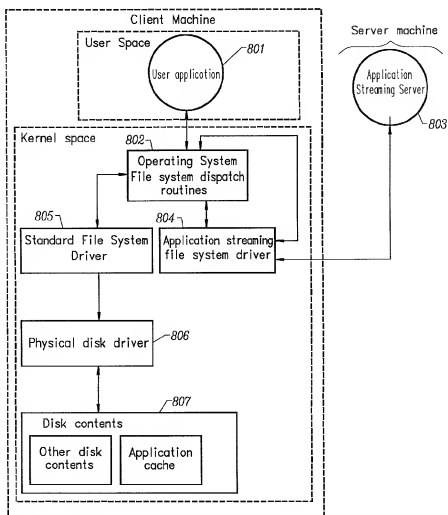 Client Machine
User Space
801
User application
Server machine
Application
Streaming Server
803
Kernel space
802
Operating System
File system dispatch
routines
805
Standard File System
Driver
804
Application streaming
file system driver
Physical disk driver
806
807
Disk contents
Other disk
contents
Application
cache